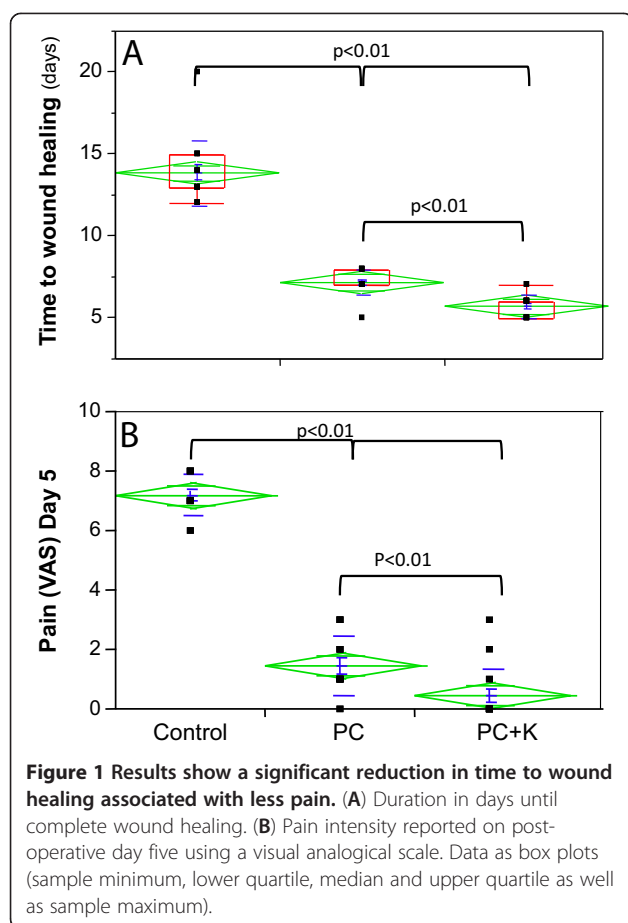 A
p<0.01
Time to wound healing (days)
20
15
10
5
p<0.01
B
p<0.01
Pain (VAS) Day 5
10
8
6
4
2
0
P<0.01
Control PC PC+K
Figure 1 Results show a significant reduction in time to wound
healing associated with less pain. (A) Duration in days until
complete wound healing. (B) Pain intensity reported on post-
operative day five using a visual analogical scale. Data as box plots
(sample minimum, lower quartile, median and upper quartile as well
as sample maximum).